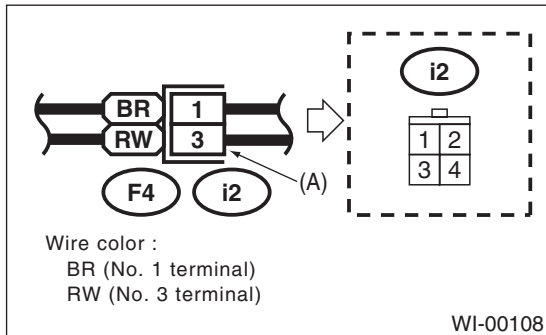 i2
BR 1
RW 3
1 2
3 4
(A)
F4 i2
Wire color :
BR (No. 1 terminal)
RW (No. 3 terminal)
WI-00108